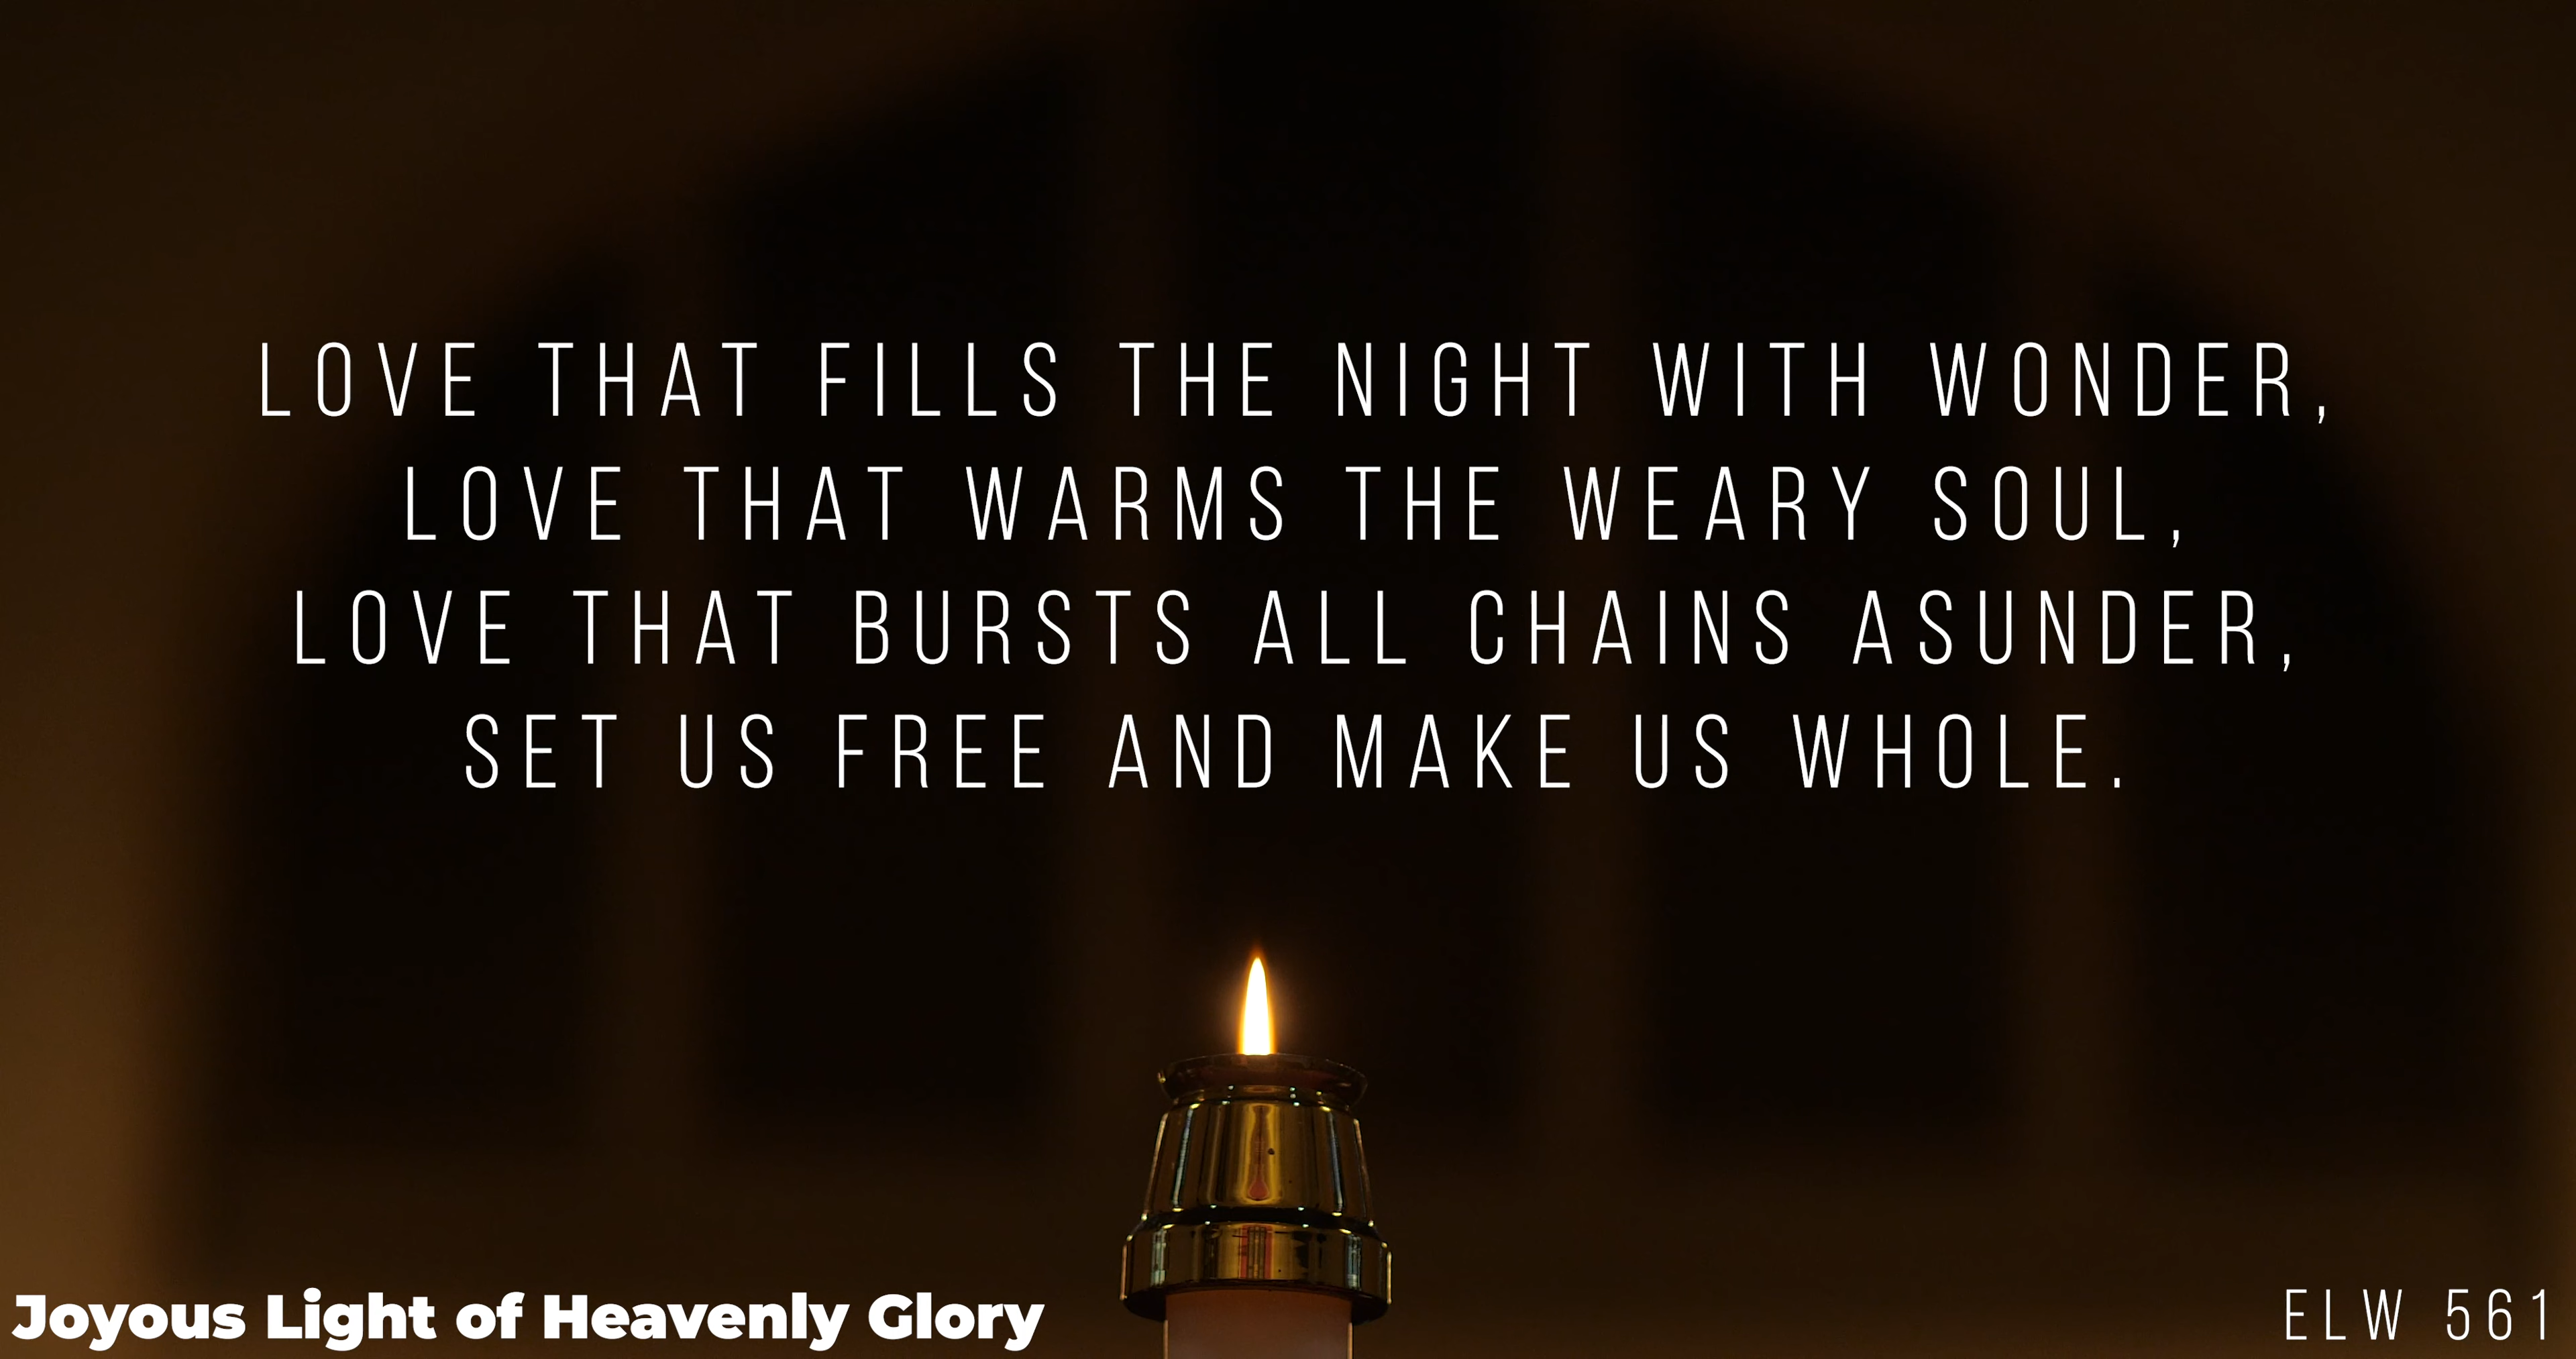 LOVE THAT FILLS THE NIGHT WITH WONDER,
LOVE THAT WARMS THE WEARY SOUL,
LOVE THAT BURSTS ALL CHAINS ASUNDER,
SET US FREE AND MAKE US WHOLE.
Joyous Light of Heavenly Glory
ELW 561